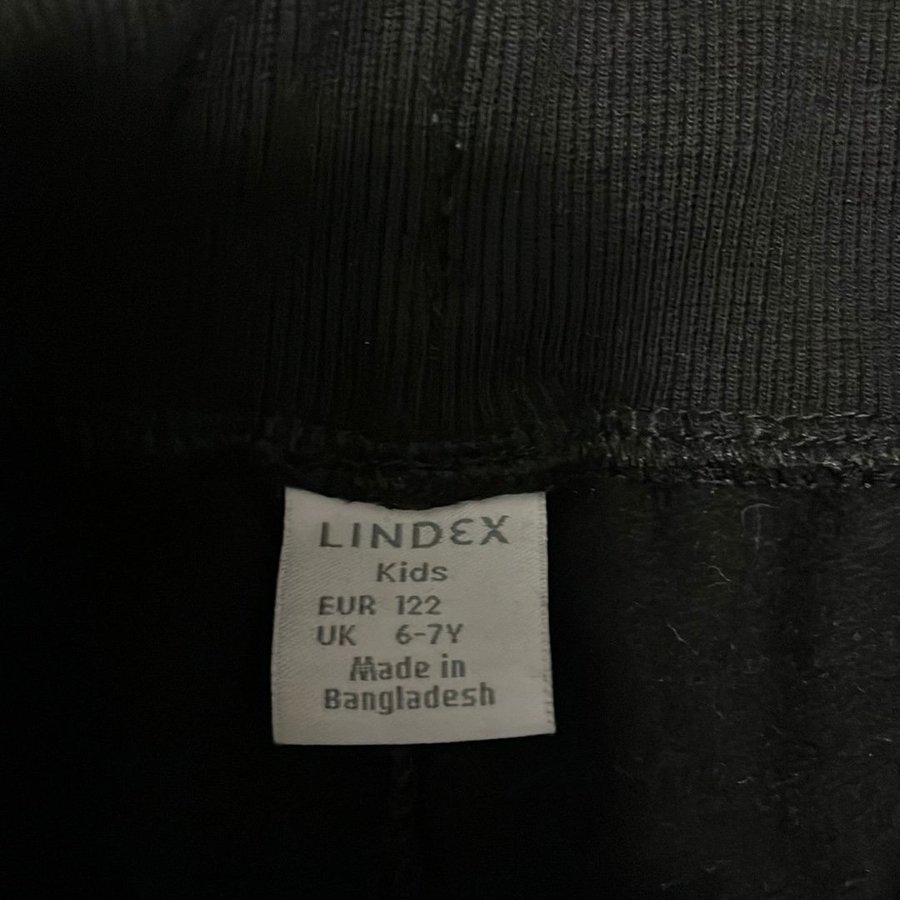 LINDEX
Kids
EUR 122
UK 6-7Y
Made in
Bangladesh